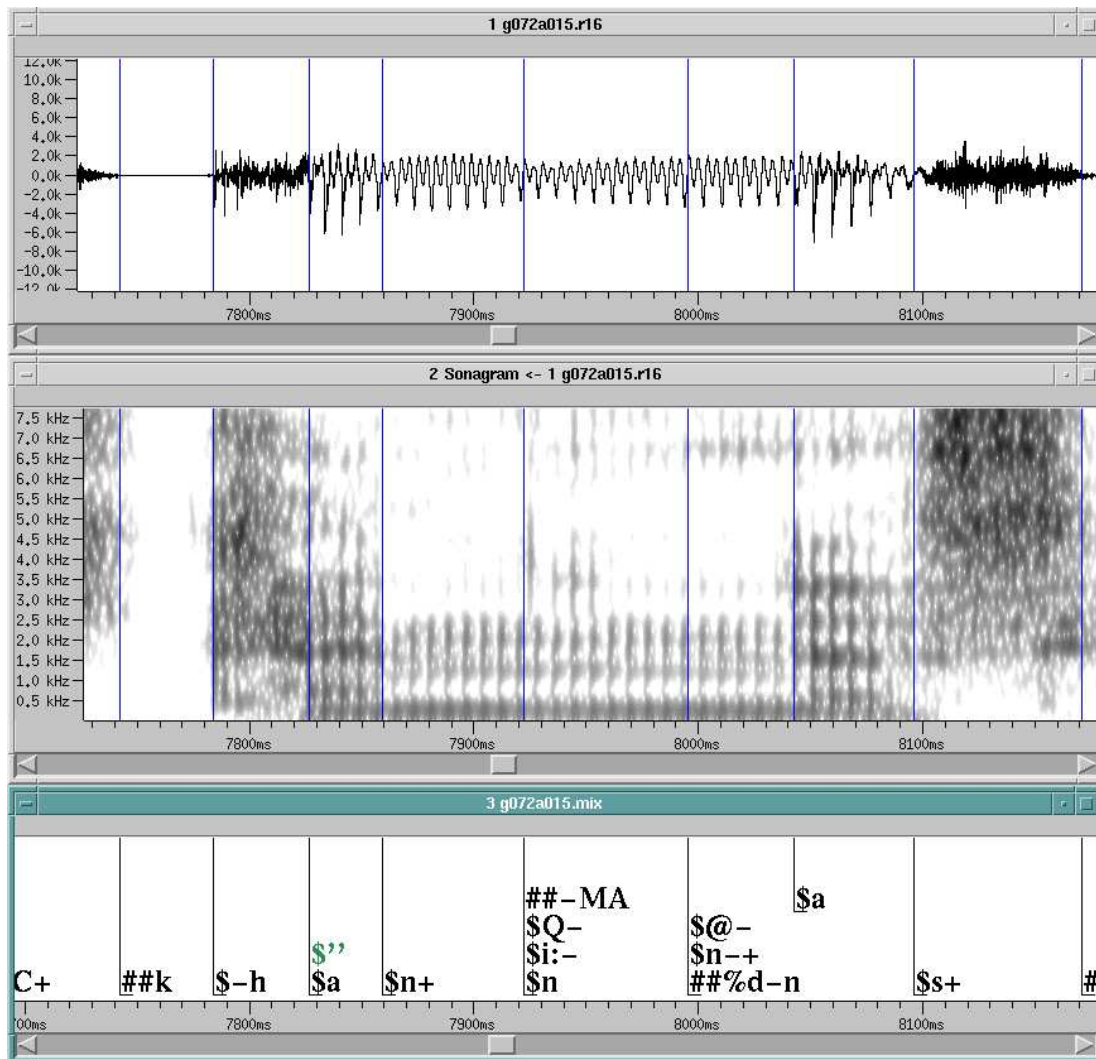 1 g072a015.r16
12.0k
10.0k
8.0k
6.0k
4.0k
2.0k
0.0k
-2.0k
-4.0k
-6.0k
-8.0k
-10.0k
-12.0k
7800ms 7900ms 8000ms 8100ms
2 Sonagram <- 1 g072a015.r16
7.5 kHz
7.0 kHz
6.5 kHz
6.0 kHz
5.5 kHz
5.0 kHz
4.5 kHz
4.0 kHz
3.5 kHz
3.0 kHz
2.5 kHz
2.0 kHz
1.5 kHz
1.0 kHz
0.5 kHz
7800ms 7900ms 8000ms 8100ms
3 g072a015.mix
##-MA $a
$Q- $@-
$'' $i:- $n-+
C+ ##k $-h $a $n+ $n ##%d-n $s+ #
700ms 7800ms 7900ms 8000ms 8100ms